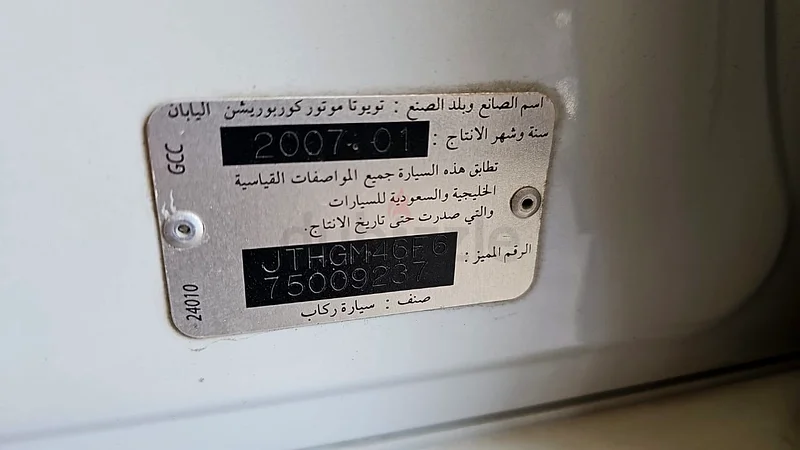 اسم الصانع وبلد الصنع : تويوتا موتور كوربوريشن اليابان
سنة وشهر الانتاج : 2007-01
تطابق هذه السيارة جميع المواصفات القياسية
الخليجية والسعودية للسيارات
والتي صدرت حتى تاريخ الانتاج.
الرقم المميز : JTHGM46F6
75009237
صنف : سيارة ركاب
GCC
24010